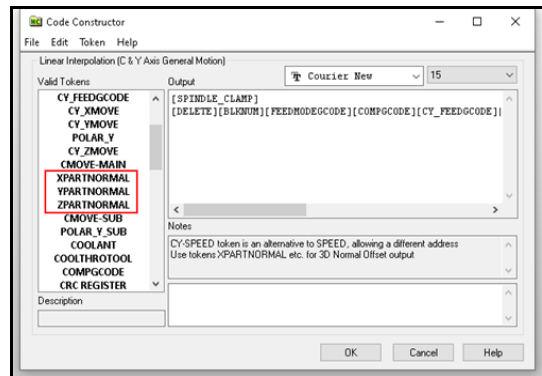 Code Constructor
File Edit Token Help
Linear Interpolation (C & Y Axis General Motion)
Valid Tokens
Output
Courier New
15
CY_FEEDGCODE
CY_XMOVE
CY_YMOVE
POLAR_Y
CY_ZMOVE
CMOVE-MAIN
XPARTNORMAL
YPARTNORMAL
ZPARTNORMAL
CMOVE-SUB
POLAR_Y_SUB
COOLANT
COOLTHROTOOL
COMPGCODE
CRC REGISTER
[SPINDLE_CLAMP]
[DELETE][BLKNUM][FEEDMODEGCODE][COMPGCODE][CY_FEEDGCODE]
Notes
CY-SPEED token is an alternative to SPEED, allowing a different address
Use tokens XPARTNORMAL etc. for 3D Normal Offset output
Description
OK
Cancel
Help